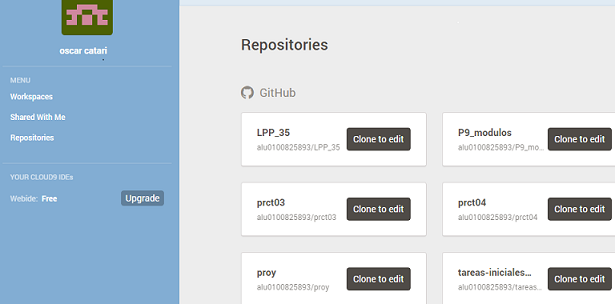 oscar catari
MENU
Workspaces
Shared With Me
Repositories
YOUR CLOUD9 IDEs
Webide: Free
Upgrade
Repositories
GitHub
LPP_35
alu0100825893/LPP_35
Clone to edit
P9_modulos
alu0100825893/P9_mo...
Clone to edit
prct03
alu0100825893/prct03
Clone to edit
prct04
alu0100825893/prct04
Clone to edit
proy
alu0100825893/proy
Clone to edit
tareas-iniciales...
alu0100825893/tareas...
Clone to edit